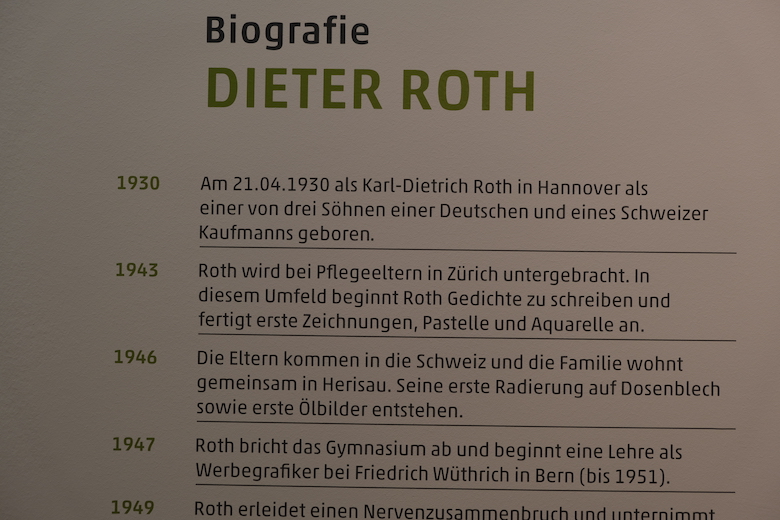 Biografie
DIETER ROTH
1930 Am 21.04.1930 als Karl-Dietrich Roth in Hannover als
einer von drei Söhnen einer Deutschen und eines Schweizer
Kaufmanns geboren.
1943 Roth wird bei Pflegeeltern in Zürich untergebracht. In
diesem Umfeld beginnt Roth Gedichte zu schreiben und
fertigt erste Zeichnungen, Pastelle und Aquarelle an.
1946 Die Eltern kommen in die Schweiz und die Familie wohnt
gemeinsam in Herisau. Seine erste Radierung auf Dosenblech
sowie erste Ölbilder entstehen.
1947 Roth bricht das Gymnasium ab und beginnt eine Lehre als
Werbegrafiker bei Friedrich Wüthrich in Bern (bis 1951).
1949 Roth erleidet einen Nervenzusammenbruch und unternimmt